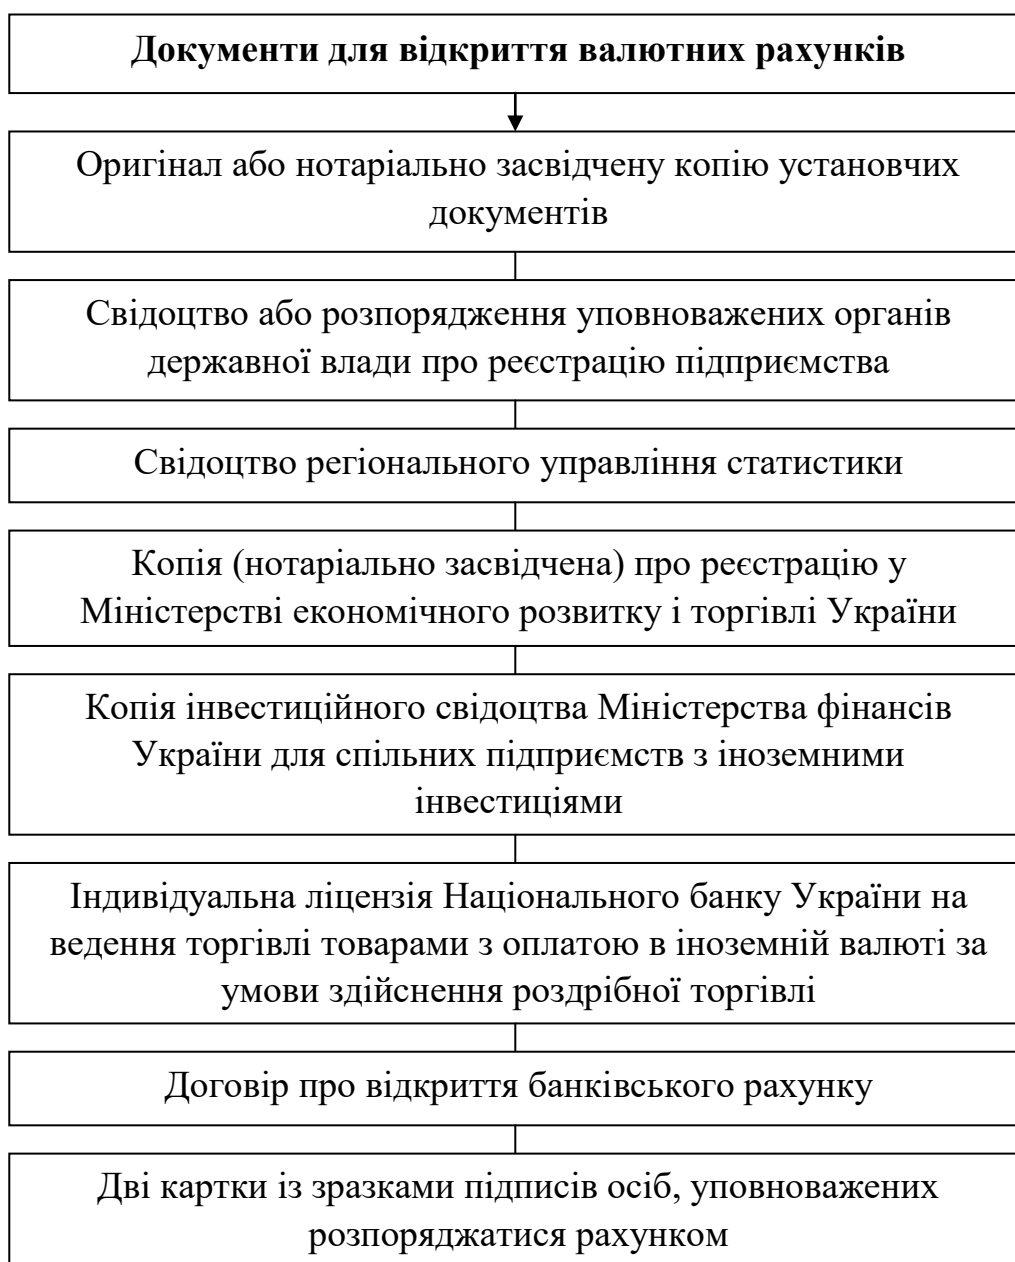 Документи для відкриття валютних рахунків
Оригінал або нотаріально засвідчену копію установчих
документів
Свідоцтво або розпорядження уповноважених органів
державної влади про реєстрацію підприємства
Свідоцтво регіонального управління статистики
Копія (нотаріально засвідчена) про реєстрацію у
Міністерстві економічного розвитку і торгівлі України
Копія інвестиційного свідоцтва Міністерства фінансів
України для спільних підприємств з іноземними
інвестиціями
Індивідуальна ліцензія Національного банку України на
ведення торгівлі товарами з оплатою в іноземній валюті за
умови здійснення роздрібної торгівлі
Договір про відкриття банківського рахунку
Дві картки із зразками підписів осіб, уповноважених
розпоряджатися рахунком